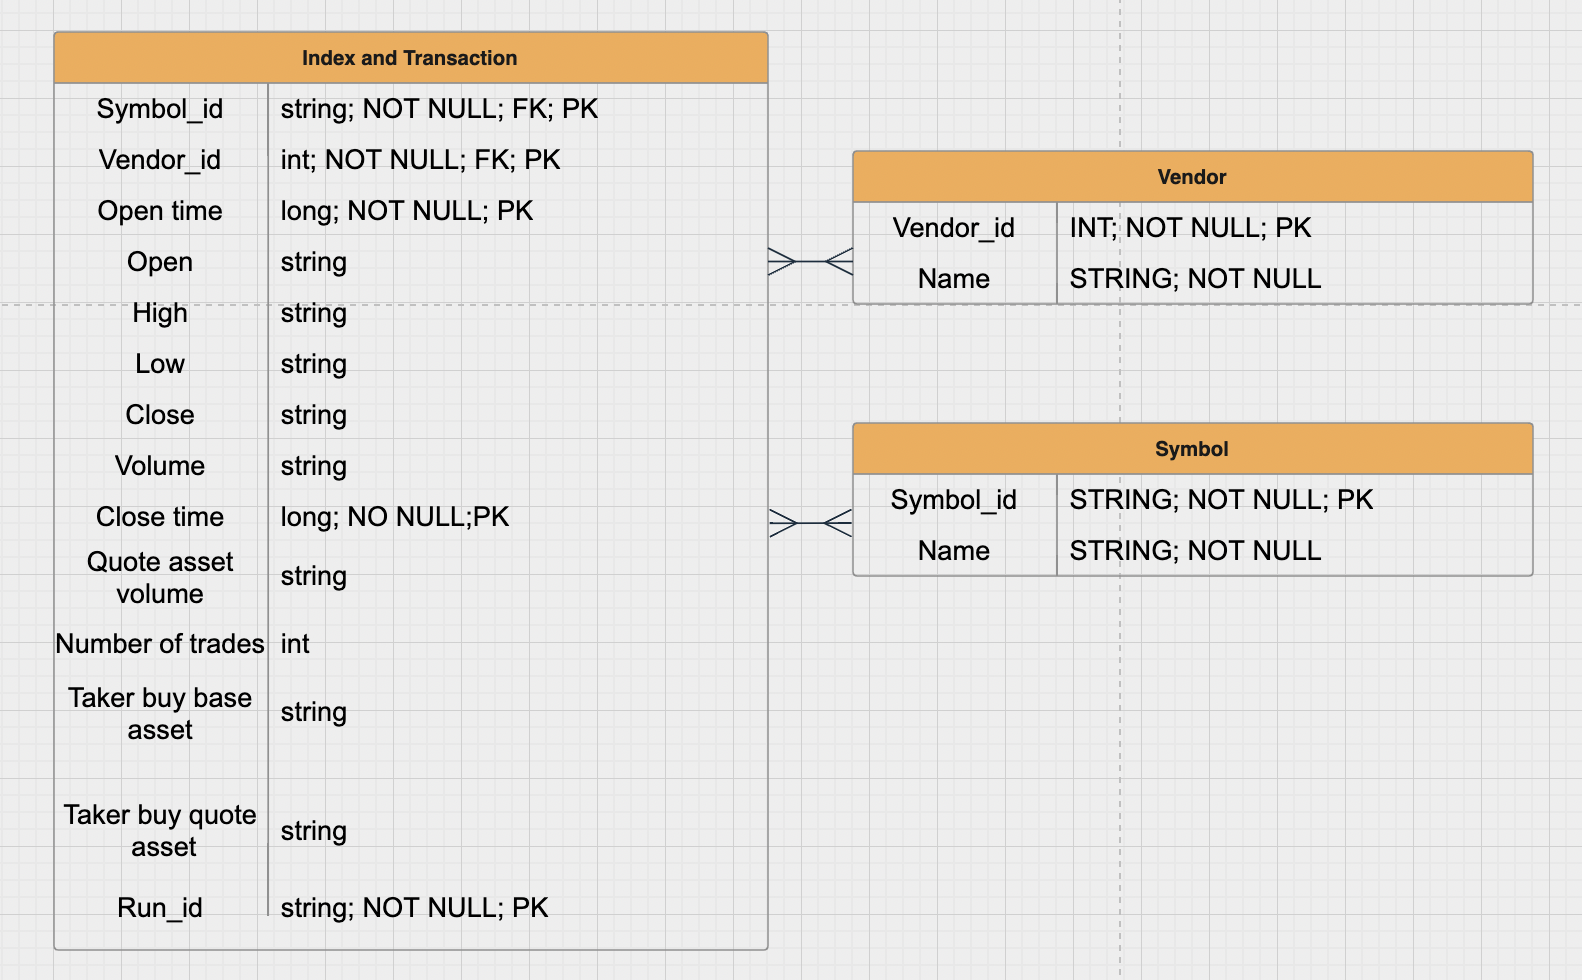 Index and Transaction
Symbol_id string; NOT NULL; FK; PK
Vendor_id int; NOT NULL; FK; PK
Open time long; NOT NULL; PK
Open string
High string
Low string
Close string
Volume string
Close time long; NO NULL;PK
Quote asset
volume
string
Number of trades int
Taker buy base
asset
string
Taker buy quote
asset
string
Run_id string; NOT NULL; PK
Vendor
Vendor_id INT; NOT NULL; PK
Name STRING; NOT NULL
Symbol
Symbol_id STRING; NOT NULL; PK
Name STRING; NOT NULL